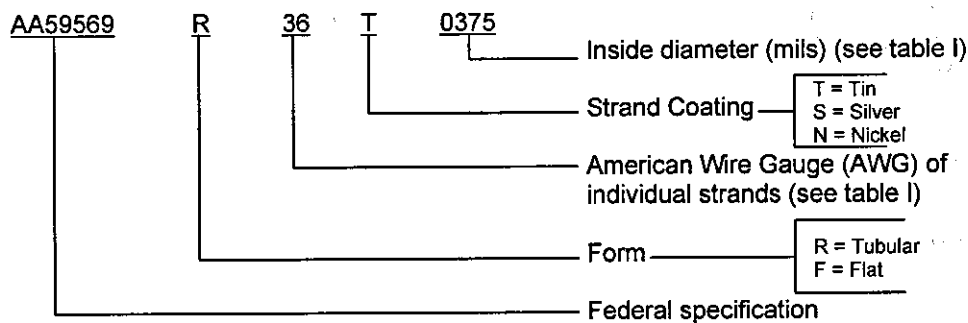 AA59569 R 36 T 0375
Inside diameter (mils) (see table I)
Strand Coating
T = Tin
S = Silver
N = Nickel
American Wire Gauge (AWG) of
individual strands (see table I)
Form
R = Tubular
F = Flat
Federal specification